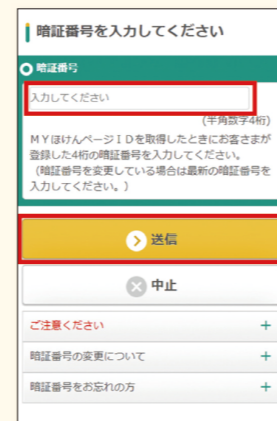 暗証番号を入力してください
暗証番号
入力してください
(半角数字4桁)
MYほけんページIDを取得したときにお客さまが
登録した4桁の暗証番号を入力してください。
(暗証番号を変更している場合は最新の暗証番号を
入力してください。)
送信
中止
ご注意ください
暗証番号の変更について
暗証番号をお忘れの方